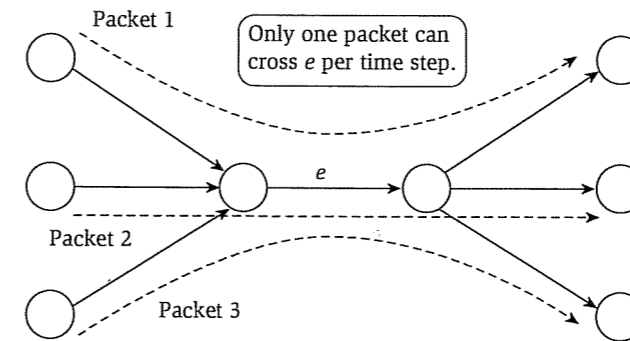 Packet 1
Only one packet can
cross e per time step.
e
Packet 2
Packet 3